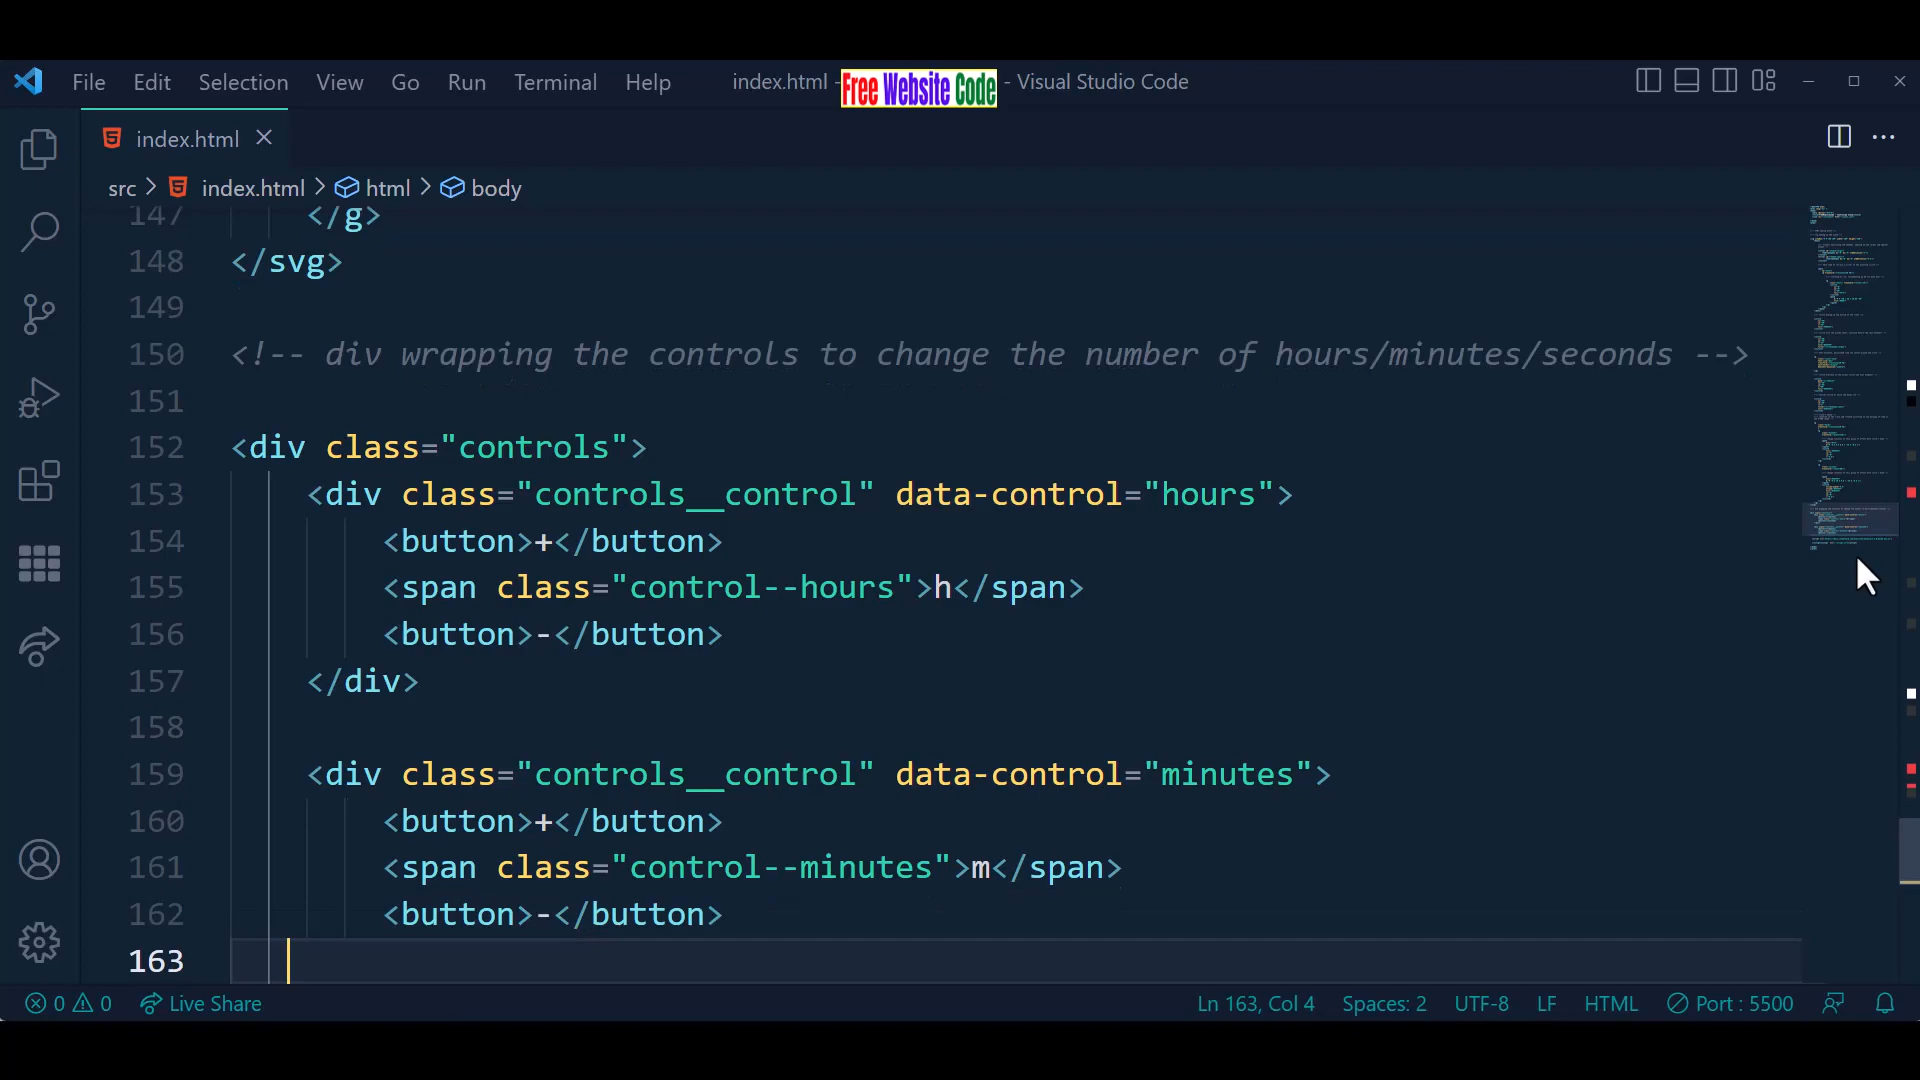 File Edit Selection View Go Run Terminal Help index.html - Free Website Code - Visual Studio Code
index.html
src > index.html > html > body
147 </g>
148 </svg>
149
150 <!-- div wrapping the controls to change the number of hours/minutes/seconds -->
151
152 <div class="controls">
153 <div class="controls__control" data-control="hours">
154 <button>+</button>
155 <span class="control--hours">h</span>
156 <button>-</button>
157 </div>
158
159 <div class="controls__control" data-control="minutes">
160 <button>+</button>
161 <span class="control--minutes">m</span>
162 <button>-</button>
163
0 0 Live Share Ln 163, Col 4 Spaces: 2 UTF-8 LF HTML Port : 5500